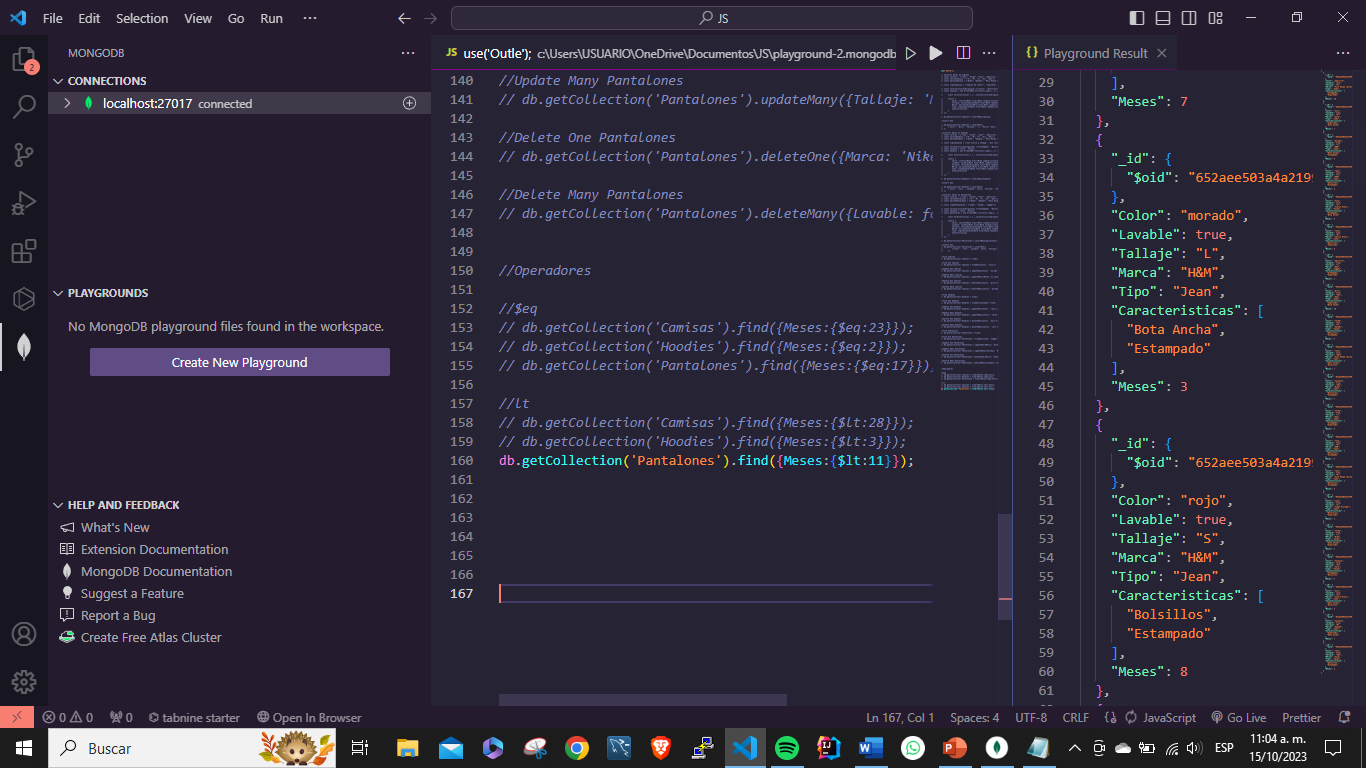 File Edit Selection View Go Run ··· JS
MONGODB
CONNECTIONS
localhost:27017 connected
PLAYGROUNDS
No MongoDB playground files found in the workspace.
Create New Playground
HELP AND FEEDBACK
What's New
Extension Documentation
MongoDB Documentation
Suggest a Feature
Report a Bug
Create Free Atlas Cluster
JS use('Outle'); c:\Users\USUARIO\OneDrive\Documentos\JS\playground-2.mongodb
140 //Update Many Pantalones
141 // db.getCollection('Pantalones').updateMany({Tallaje: '
142
143 //Delete One Pantalones
144 // db.getCollection('Pantalones').deleteOne({Marca: 'Nike
145
146 //Delete Many Pantalones
147 // db.getCollection('Pantalones').deleteMany({Lavable: fa
148
149
150 //Operadores
151
152 //$eq
153 // db.getCollection('Camisas').find({Meses:{$eq:23}});
154 // db.getCollection('Hoodies').find({Meses:{$eq:2}});
155 // db.getCollection('Pantalones').find({Meses:{$eq:17}});
156
157 //lt
158 // db.getCollection('Camisas').find({Meses:{$lt:28}});
159 // db.getCollection('Hoodies').find({Meses:{$lt:3}});
160 db.getCollection('Pantalones').find({Meses:{$lt:11}});
161
162
163
164
165
166
167
{} Playground Result
29 ],
30 "Meses": 7
31 },
32 {
33 "_id": {
34 "$oid": "652aee503a4a219
35 },
36 "Color": "morado",
37 "Lavable": true,
38 "Tallaje": "L",
39 "Marca": "H&M",
40 "Tipo": "Jean",
41 "Caracteristicas": [
42 "Bota Ancha",
43 "Estampado"
44 ],
45 "Meses": 3
46 },
47 {
48 "_id": {
49 "$oid": "652aee503a4a219
50 },
51 "Color": "rojo",
52 "Lavable": true,
53 "Tallaje": "S",
54 "Marca": "H&M",
55 "Tipo": "Jean",
56 "Caracteristicas": [
57 "Bolsillos",
58 "Estampado"
59 ],
60 "Meses": 8
61 },
2
0 0 0 tabnine starter Open In Browser Ln 167, Col 1 Spaces: 4 UTF-8 CRLF JavaScript Go Live Prettier
Buscar
ESP
11:04 a. m.
15/10/2023